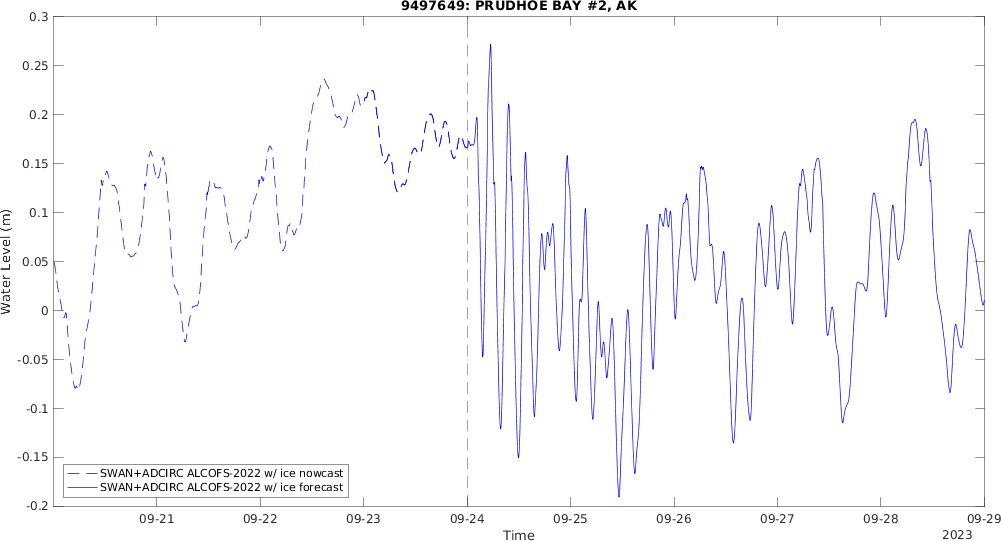 9497649: PRUDHOE BAY #2, AK
0.3
0.25
0.2
0.15
0.1
0.05
0
-0.05
-0.1
-0.15
-0.2
Water Level (m)
SWAN+ADCIRC ALCOFS-2022 w/ ice nowcast
SWAN+ADCIRC ALCOFS-2022 w/ ice forecast
09-21 09-22 09-23 09-24 09-25 09-26 09-27 09-28 09-29
Time
2023